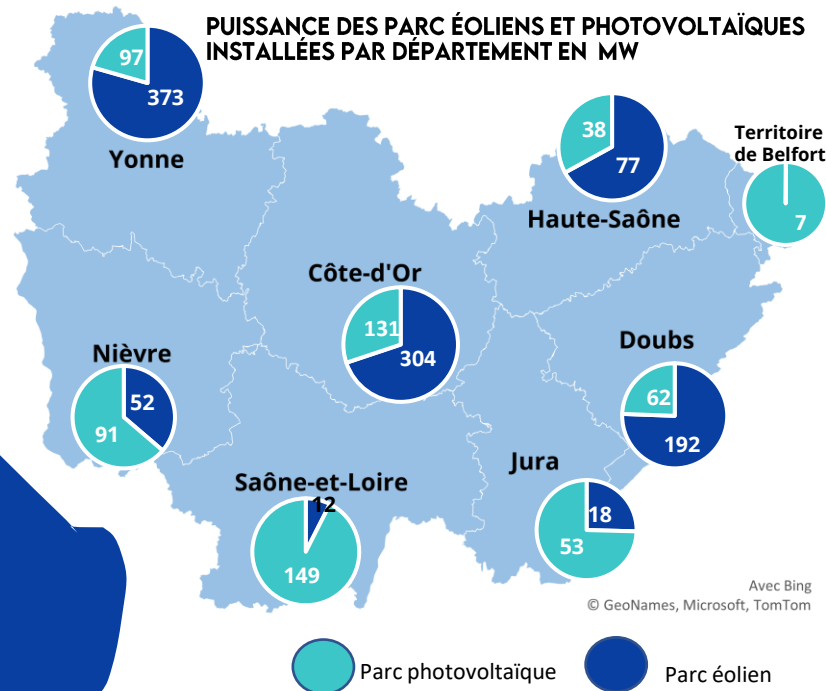 PUISSANCE DES PARC ÉOLIENS ET PHOTOVOLTAÏQUES
INSTALLÉES PAR DÉPARTEMENT EN MW
97
373
Yonne
38
77
Haute-Saône
Territoire
de Belfort
7
Côte-d'Or
131
304
Nièvre
52
91
Doubs
62
192
Saône-et-Loire
12
149
Jura
18
53
Avec Bing
© GeoNames, Microsoft, TomTom
Parc photovoltaïque
Parc éolien